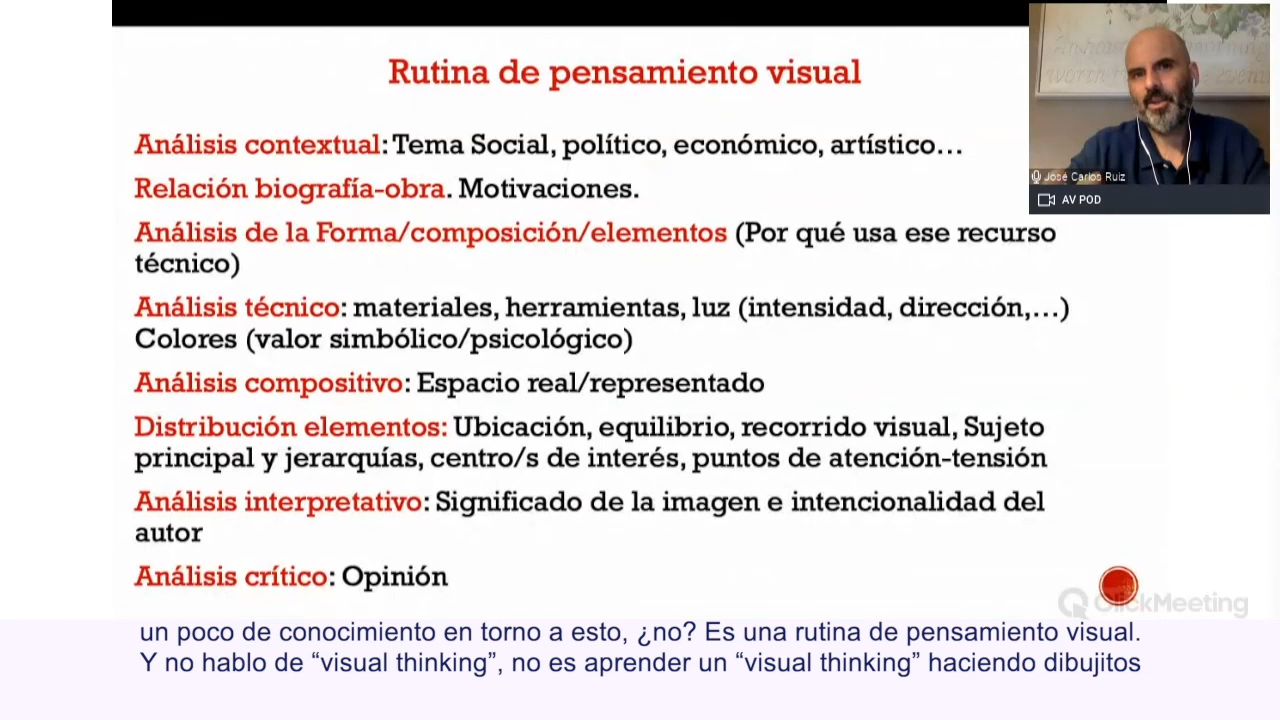 Rutina de pensamiento visual
Análisis contextual: Tema Social, político, económico, artístico…
Relación biografía-obra. Motivaciones.
Análisis de la Forma/composición/elementos (Por qué usa ese recurso
técnico)
Análisis técnico: materiales, herramientas, luz (intensidad, dirección,…)
Colores (valor simbólico/psicológico)
Análisis compositivo: Espacio real/representado
Distribución elementos: Ubicación, equilibrio, recorrido visual, Sujeto
principal y jerarquías, centro/s de interés, puntos de atención-tensión
Análisis interpretativo: Significado de la imagen e intencionalidad del
autor
Análisis crítico: Opinión
José Carlos Ruiz
AV POD
ClickMeeting
un poco de conocimiento en torno a esto, ¿no? Es una rutina de pensamiento visual.
Y no hablo de “visual thinking”, no es aprender un “visual thinking” haciendo dibujitos